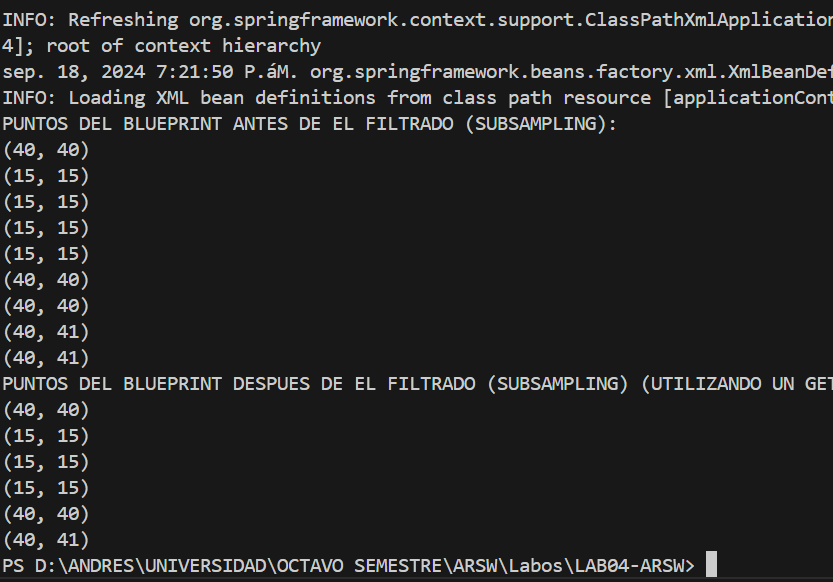 INFO: Refreshing org.springframework.context.support.ClassPathXmlApplication
4]; root of context hierarchy
sep. 18, 2024 7:21:50 P.áM. org.springframework.beans.factory.xml.XmlBeanDef
INFO: Loading XML bean definitions from class path resource [applicationCont
PUNTOS DEL BLUEPRINT ANTES DE EL FILTRADO (SUBSAMPLING):
(40, 40)
(15, 15)
(15, 15)
(15, 15)
(15, 15)
(40, 40)
(40, 40)
(40, 41)
(40, 41)
PUNTOS DEL BLUEPRINT DESPUES DE EL FILTRADO (SUBSAMPLING) (UTILIZANDO UN GET
(40, 40)
(15, 15)
(15, 15)
(15, 15)
(40, 40)
(40, 41)
PS D:\ANDRES\UNIVERSIDAD\OCTAVO SEMESTRE\ARSW\Labos\LAB04-ARSW>